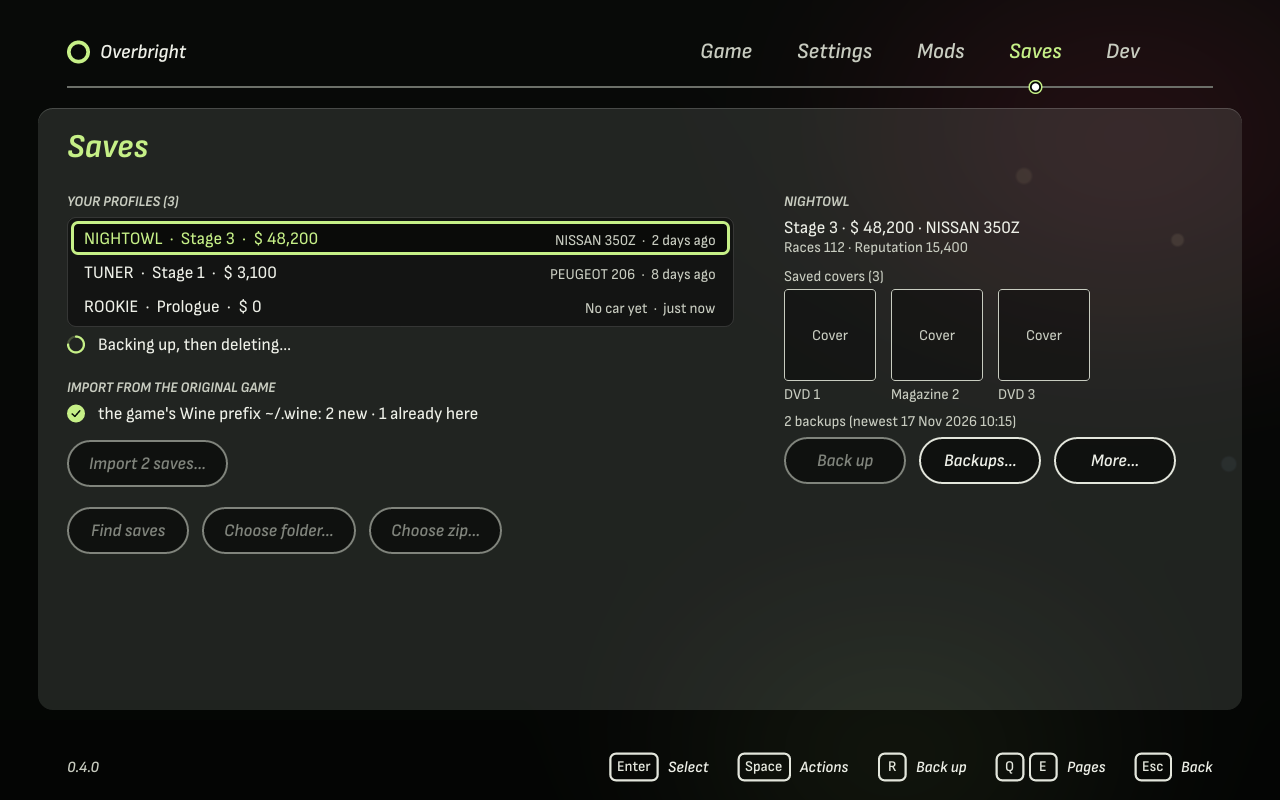 Overbright
Game Settings Mods Saves Dev
Saves
YOUR PROFILES (3)
NIGHTOWL · Stage 3 · $ 48,200 NISSAN 350Z · 2 days ago
TUNER · Stage 1 · $ 3,100 PEUGEOT 206 · 8 days ago
ROOKIE · Prologue · $ 0 No car yet · just now
Backing up, then deleting...
IMPORT FROM THE ORIGINAL GAME
the game's Wine prefix ~/.wine: 2 new · 1 already here
Import 2 saves...
Find saves Choose folder... Choose zip...
NIGHTOWL
Stage 3 · $ 48,200 · NISSAN 350Z
Races 112 · Reputation 15,400
Saved covers (3)
Cover Cover Cover
DVD 1 Magazine 2 DVD 3
2 backups (newest 17 Nov 2026 10:15)
Back up Backups... More...
0.4.0 Enter Select Space Actions R Back up Q E Pages Esc Back